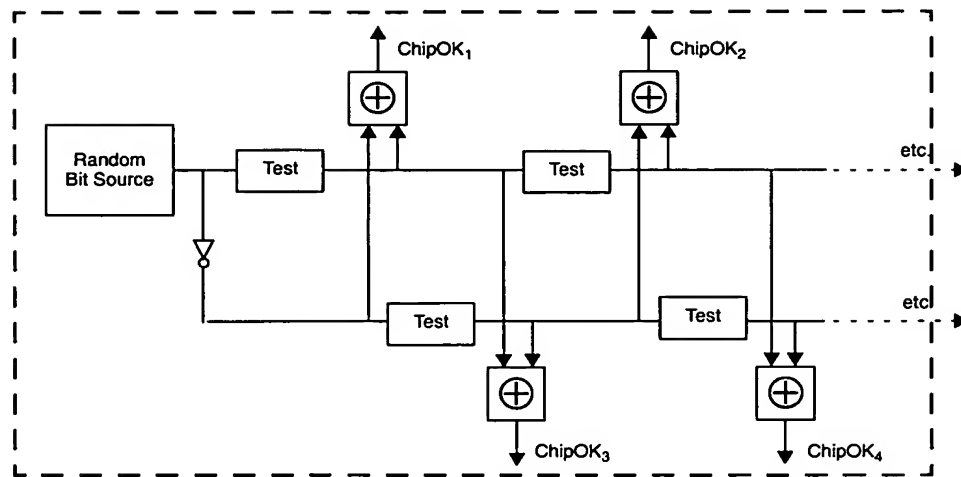 ChipOK₁
ChipOK₂
Random
Bit Source
Test
Test
etc.
Test
Test
etc
ChipOK₃
ChipOK₄